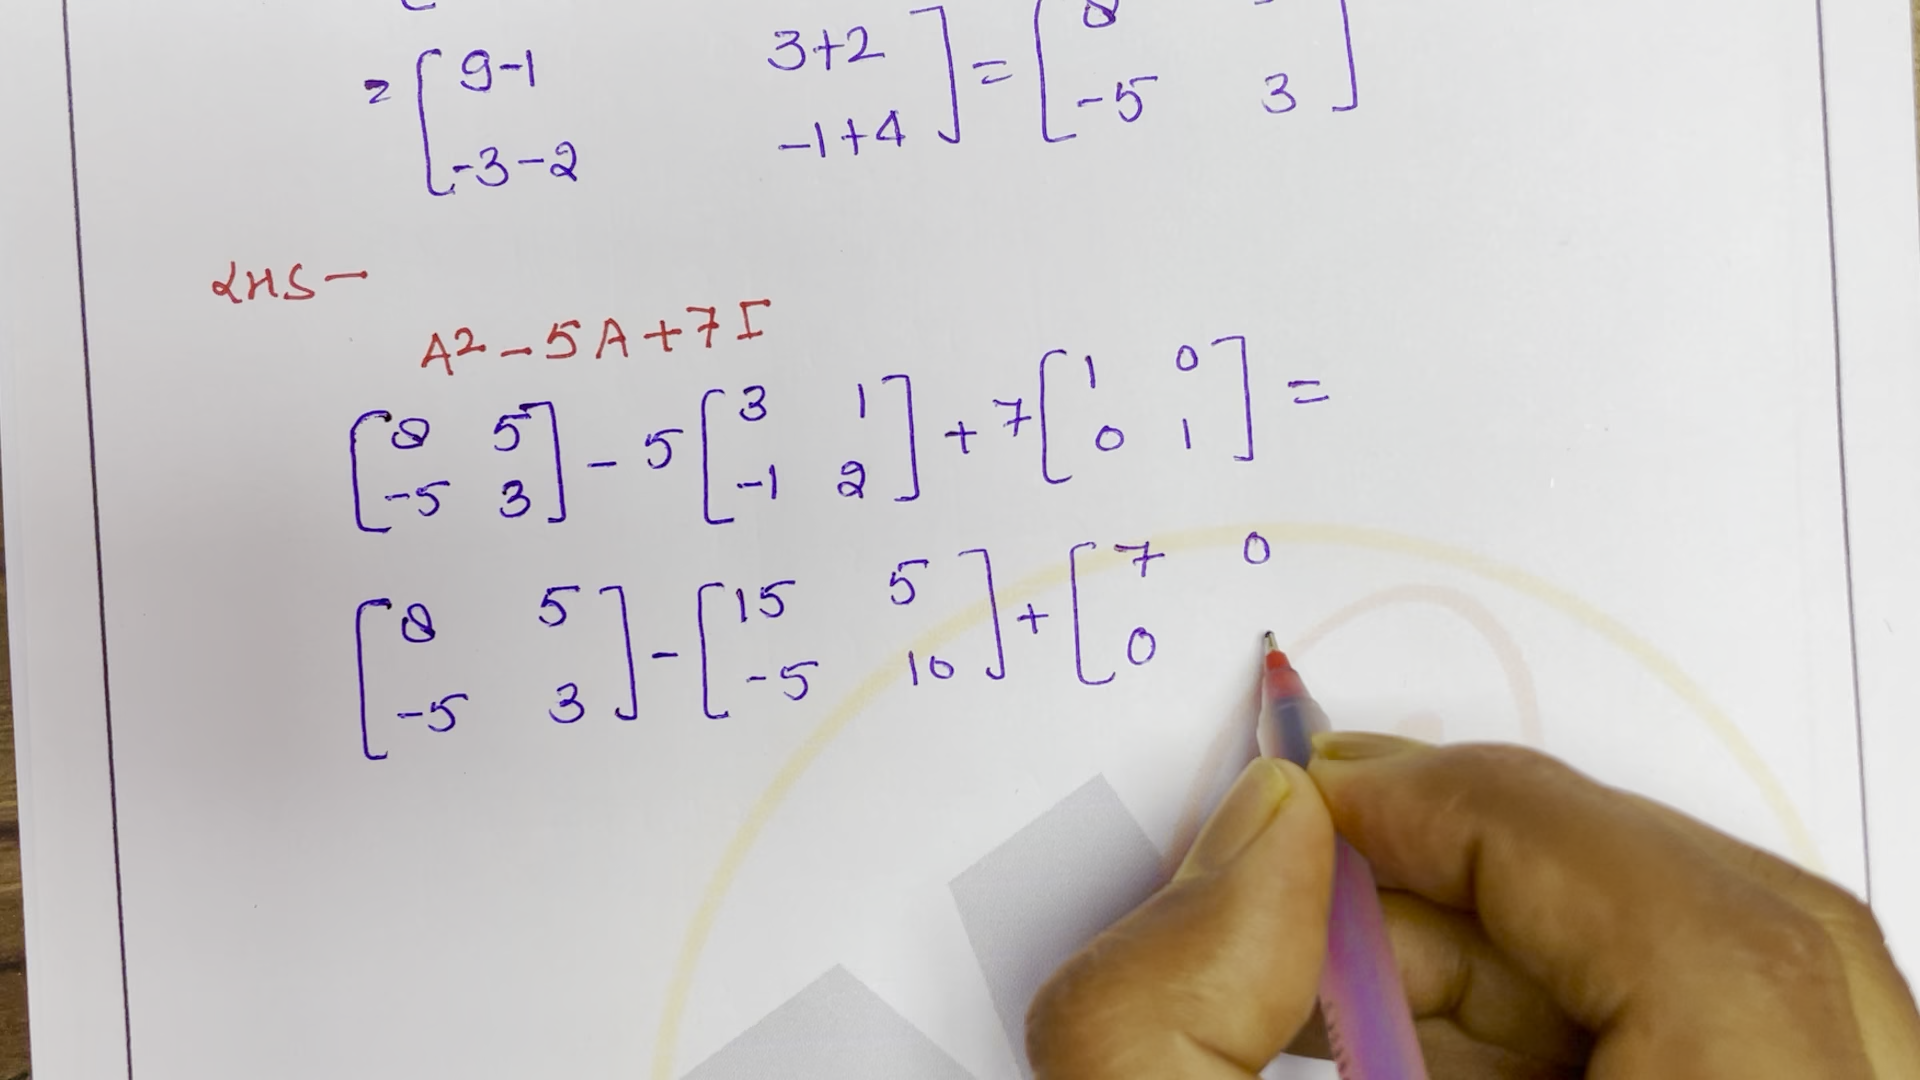 = [ 9-1 3+2 ] = [ 8
-3-2 -1+4 ] -5 3 ]
LHS -
A² - 5A + 7I
[ 8 5 ] - 5 [ 3 1 ] + 7 [ 1 0 ] =
-5 3 -1 2 0 1
[ 8 5 ] - [ 15 5 ] + [ 7 0
-5 3 -5 10 0